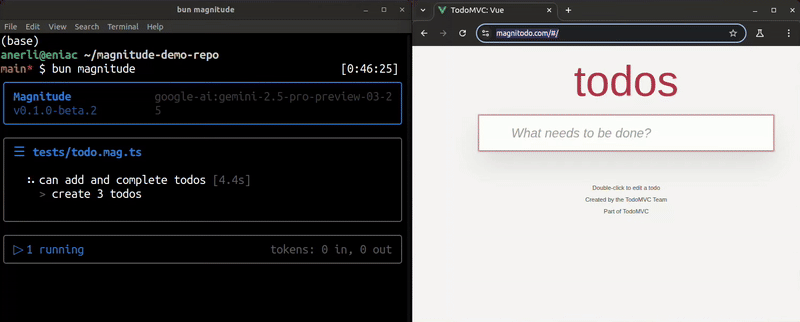 bun magnitude
File Edit View Search Terminal Help
(base)
anerli@eniac ~/magnitude-demo-repo
main* $ bun magnitude [0:46:25]
Magnitude google-ai:gemini-2.5-pro-preview-03-2
v0.1.0-beta.2 5
☰ tests/todo.mag.ts
can add and complete todos [4.4s]
> create 3 todos
▷ 1 running tokens: 0 in, 0 out
TodoMVC: Vue
magnitodo.com/#/
todos
What needs to be done?
Double-click to edit a todo
Created by the TodoMVC Team
Part of TodoMVC